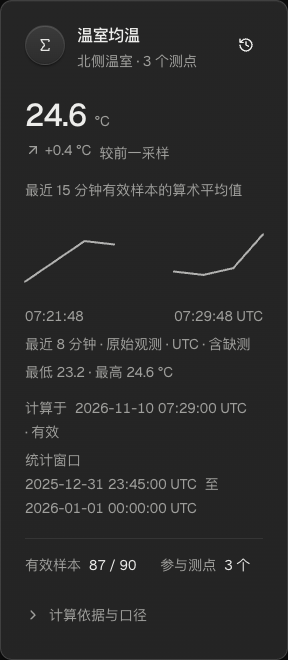 Σ
温室均温
北侧温室 · 3 个测点
24.6 °C
+0.4 °C 较前一采样
最近 15 分钟有效样本的算术平均值
07:21:48 07:29:48 UTC
最近 8 分钟 · 原始观测 · UTC · 含缺测
最低 23.2 · 最高 24.6 °C
计算于 2026-11-10 07:29:00 UTC
· 有效
统计窗口
2025-12-31 23:45:00 UTC 至
2026-01-01 00:00:00 UTC
有效样本 87 / 90 参与测点 3 个
计算依据与口径